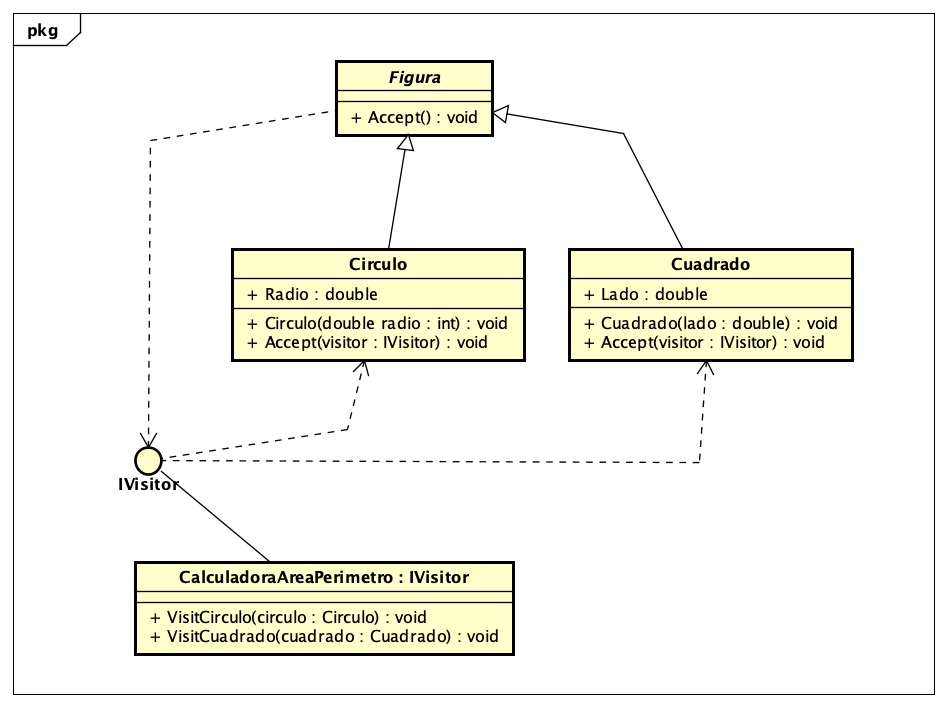 pkg
Figura
+ Accept() : void
Circulo
+ Radio : double
+ Circulo(double radio : int) : void
+ Accept(visitor : IVisitor) : void
Cuadrado
+ Lado : double
+ Cuadrado(lado : double) : void
+ Accept(visitor : IVisitor) : void
IVisitor
CalculadoraAreaPerimetro : IVisitor
+ VisitCirculo(circulo : Circulo) : void
+ VisitCuadrado(cuadrado : Cuadrado) : void